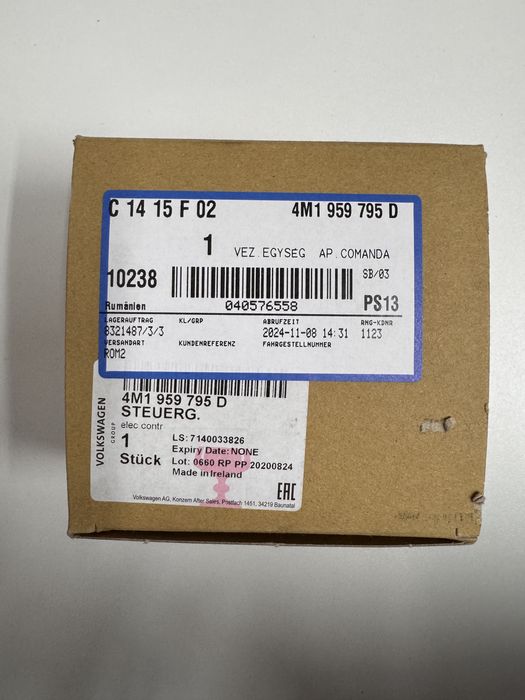 C 14 15 F 02 4M1 959 795 D
1 VEZ.EGYSÉG AP.COMANDA
10238 SB/03
Rumänien 040576558 PS13
LAGERAUFTRAG KL/GRP ABRUFZEIT RNG-KDNR
8321487/3/3 2024-11-08 14:31 1123
VERSANDART KUNDENREFERENZ FAHRGESTELLNUMMER
ROM2
VOLKSWAGEN
GROUP
4M1 959 795 D
STEUERG.
elec.contr
1 LS: 7140033826
Expiry Date: NONE
Stück Lot: 0660 RP PP 20200824
Made in Ireland
EAC
Volkswagen AG, Konzern After Sales, Postfach 1451, 34219 Baunatal